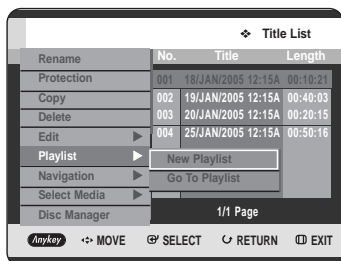 ❖ Title List
Rename
Protection
Copy
Delete
Edit ▶
Playlist ▶
Navigation ▶
Select Media ▶
Disc Manager
No. Title Length
001 18/JAN/2005 12:15A 00:10:21
002 19/JAN/2005 12:15A 00:40:03
003 20/JAN/2005 12:15A 00:20:15
004 25/JAN/2005 12:15A 00:50:16
New Playlist
Go To Playlist
1/1 Page
Anykey MOVE SELECT RETURN EXIT